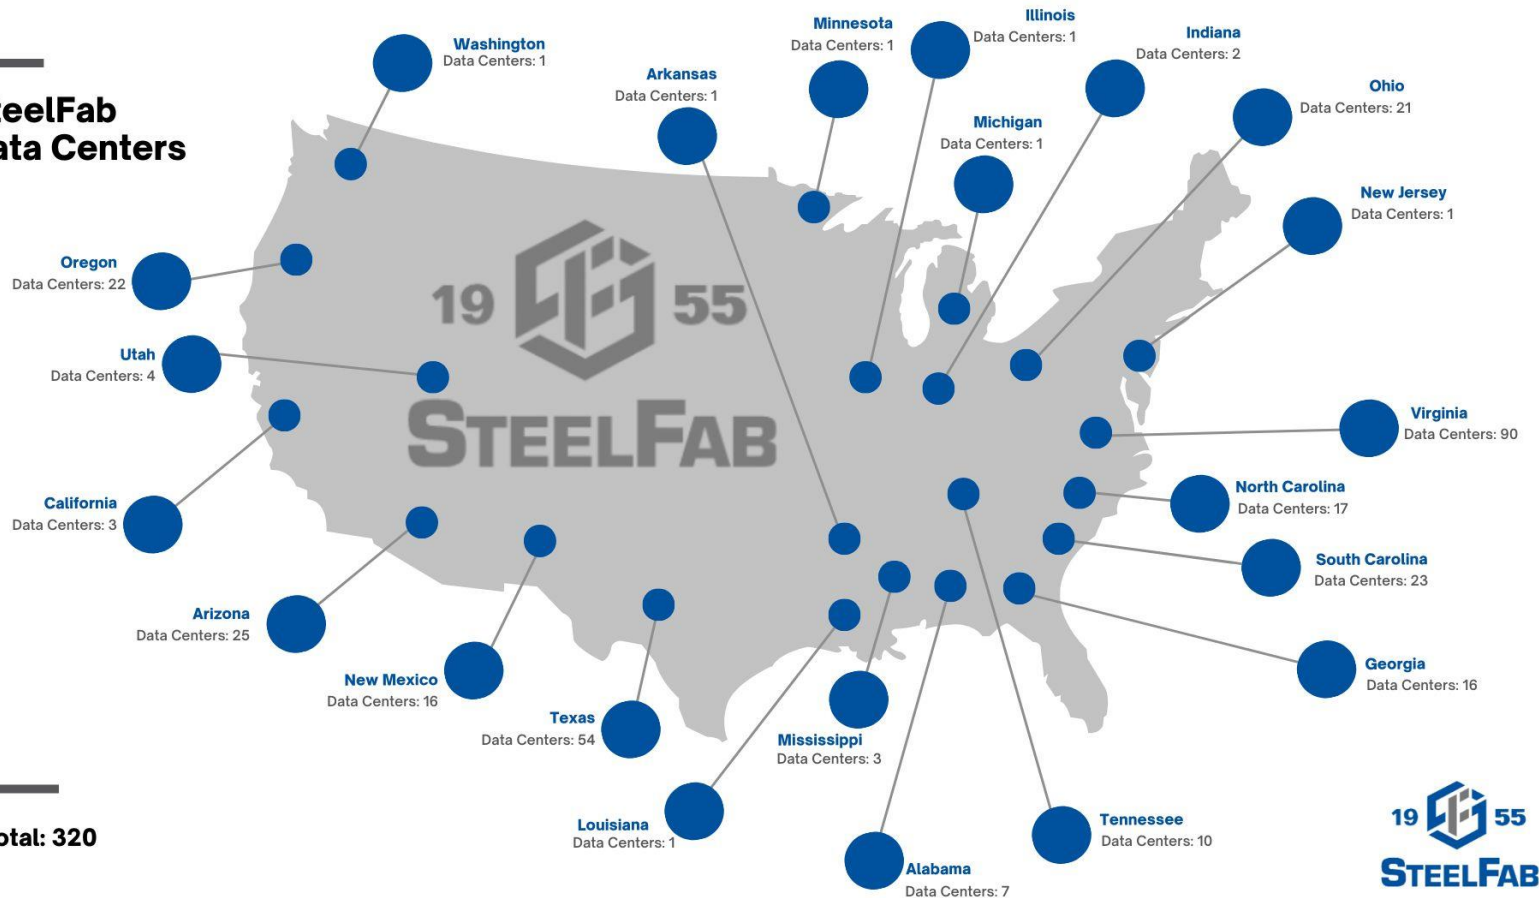 teelFab
ata Centers
Washington
Data Centers: 1
Arkansas
Data Centers: 1
Minnesota
Data Centers: 1
Illinois
Data Centers: 1
Indiana
Data Centers: 2
Michigan
Data Centers: 1
Ohio
Data Centers: 21
New Jersey
Data Centers: 1
Oregon
Data Centers: 22
19 55
STEELFAB
Utah
Data Centers: 4
Virginia
Data Centers: 90
California
Data Centers: 3
North Carolina
Data Centers: 17
South Carolina
Data Centers: 23
Arizona
Data Centers: 25
New Mexico
Data Centers: 16
Texas
Data Centers: 54
Georgia
Data Centers: 16
Mississippi
Data Centers: 3
Louisiana
Data Centers: 1
Tennessee
Data Centers: 10
Alabama
Data Centers: 7
otal: 320
19 55
STEELFAB